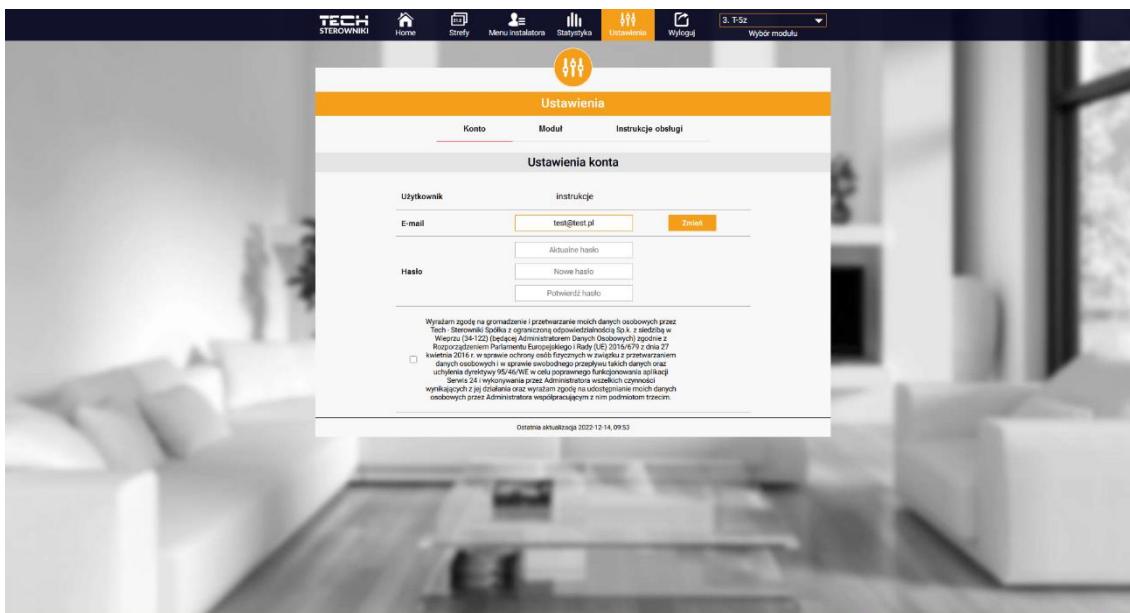 TECH
STEROWNIKI
Home
Strefy
Menu instalatora
Statystyka
Ustawienia
Wyloguj
3. T-5z
Wybór modułu
Ustawienia
Konto Moduł Instrukcje obsługi
Ustawienia konta
Użytkownik instrukcje
E-mail test@test.pl Zmień
Aktualne hasło
Hasło Nowe hasło
Potwierdź hasło
Wyrażam zgodę na gromadzenie i przetwarzanie moich danych osobowych przez
Tech - Sterowniki Spółka z ograniczoną odpowiedzialnością Sp.k. z siedzibą w
Wieprzu (34-122) (będącej Administratorem Danych Osobowych) zgodnie z
Rozporządzeniem Parlamentu Europejskiego i Rady (UE) 2016/679 z dnia 27
kwietnia 2016 r. w sprawie ochrony osób fizycznych w związku z przetwarzaniem
danych osobowych i w sprawie swobodnego przepływu takich danych oraz
uchylenia dyrektywy 95/46/WE w celu poprawnego funkcjonowania aplikacji
Serwis 24 i wykonywania przez Administratora wszelkich czynności
wynikających z jej działania oraz wyrażam zgodę na udostępnianie moich danych
osobowych przez Administratora współpracującym z nim podmiotom trzecim.
Ostatnia aktualizacja 2022-12-14, 09:53